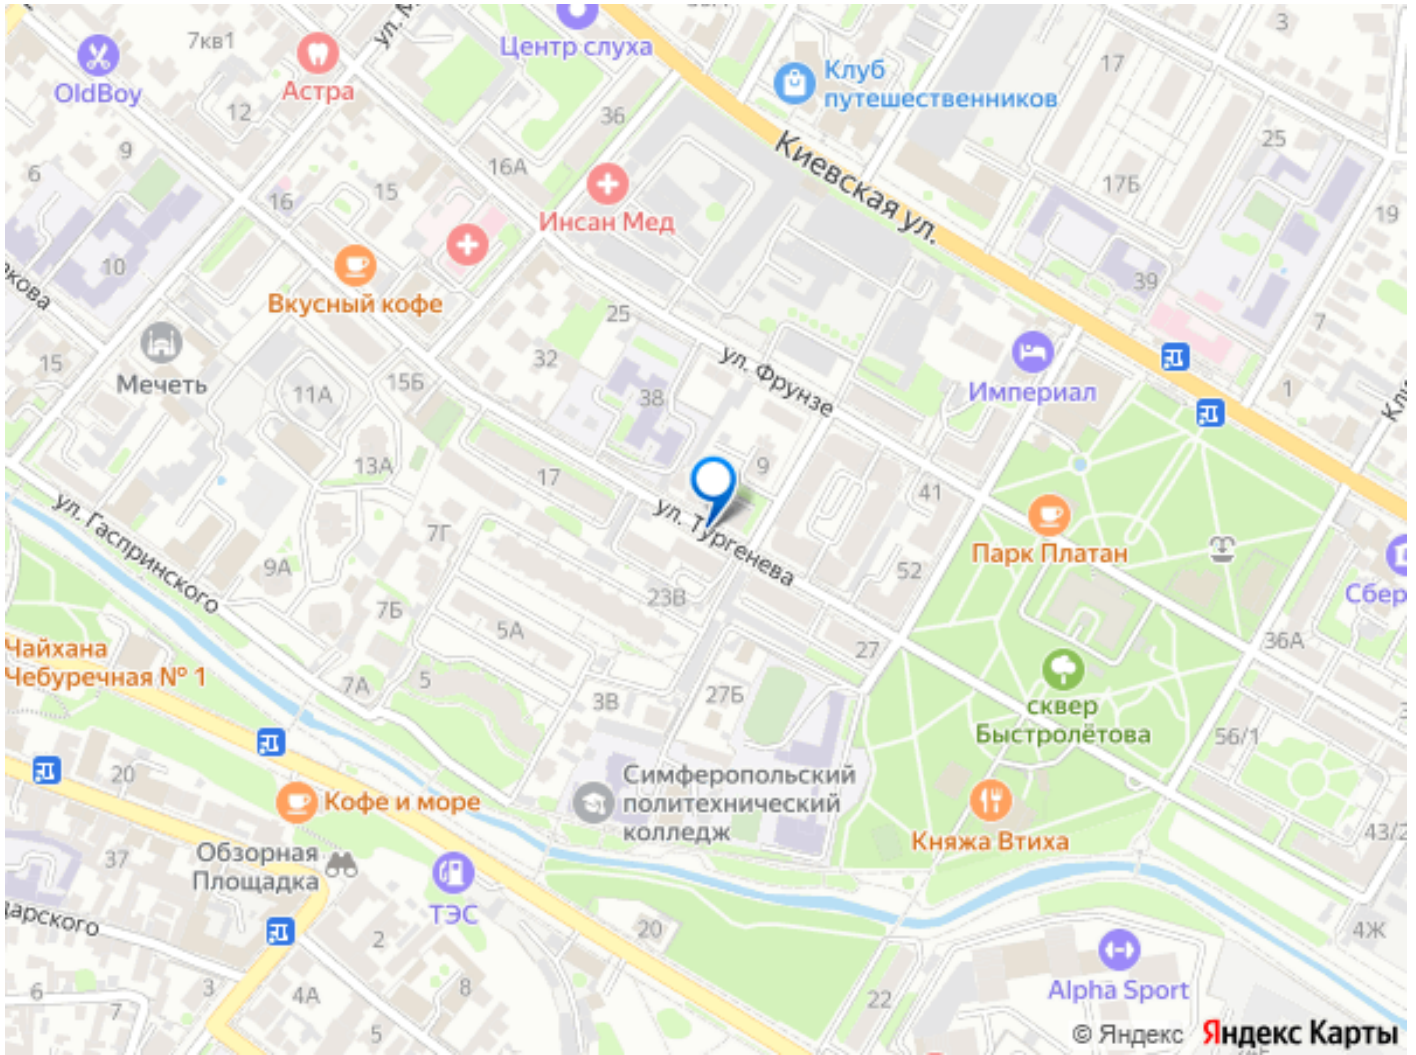 7кв1
ул. М
Центр слуха
3
OldBoy
Астра
Клуб
путешественников
17
12
36
25
9
16А
Киевская ул.
6
15
17Б
16
Инсан Мед
19
10
39
Вкусный кофе
25
7
15
Мечеть
15Б
32
ул. Фрунзе
Империал
1
11А
38
13А
17
9
41
ул. Гаспринского
7Г
ул. Тургенева
Парк Платан
9А
52
7Б
23В
Сбер
5А
36А
Чайхана
Чебуречная № 1
27
7А
5
3В
27Б
сквер
Быстролётова
56/1
20
Кофе и море
Симферопольский
политехнический
колледж
Княжа Втиха
43/2
37
Обзорная
Площадка
ТЭС
20
4Ж
2
Alpha Sport
6
3
4А
8
22
7
5
© Яндекс Яндекс Карты